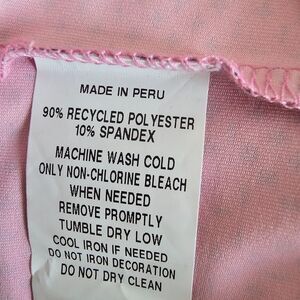 MADE IN PERU
90% RECYCLED POLYESTER
10% SPANDEX
MACHINE WASH COLD
ONLY NON-CHLORINE BLEACH
WHEN NEEDED
REMOVE PROMPTLY
TUMBLE DRY LOW
COOL IRON IF NEEDED
DO NOT IRON DECORATION
DO NOT DRY CLEAN